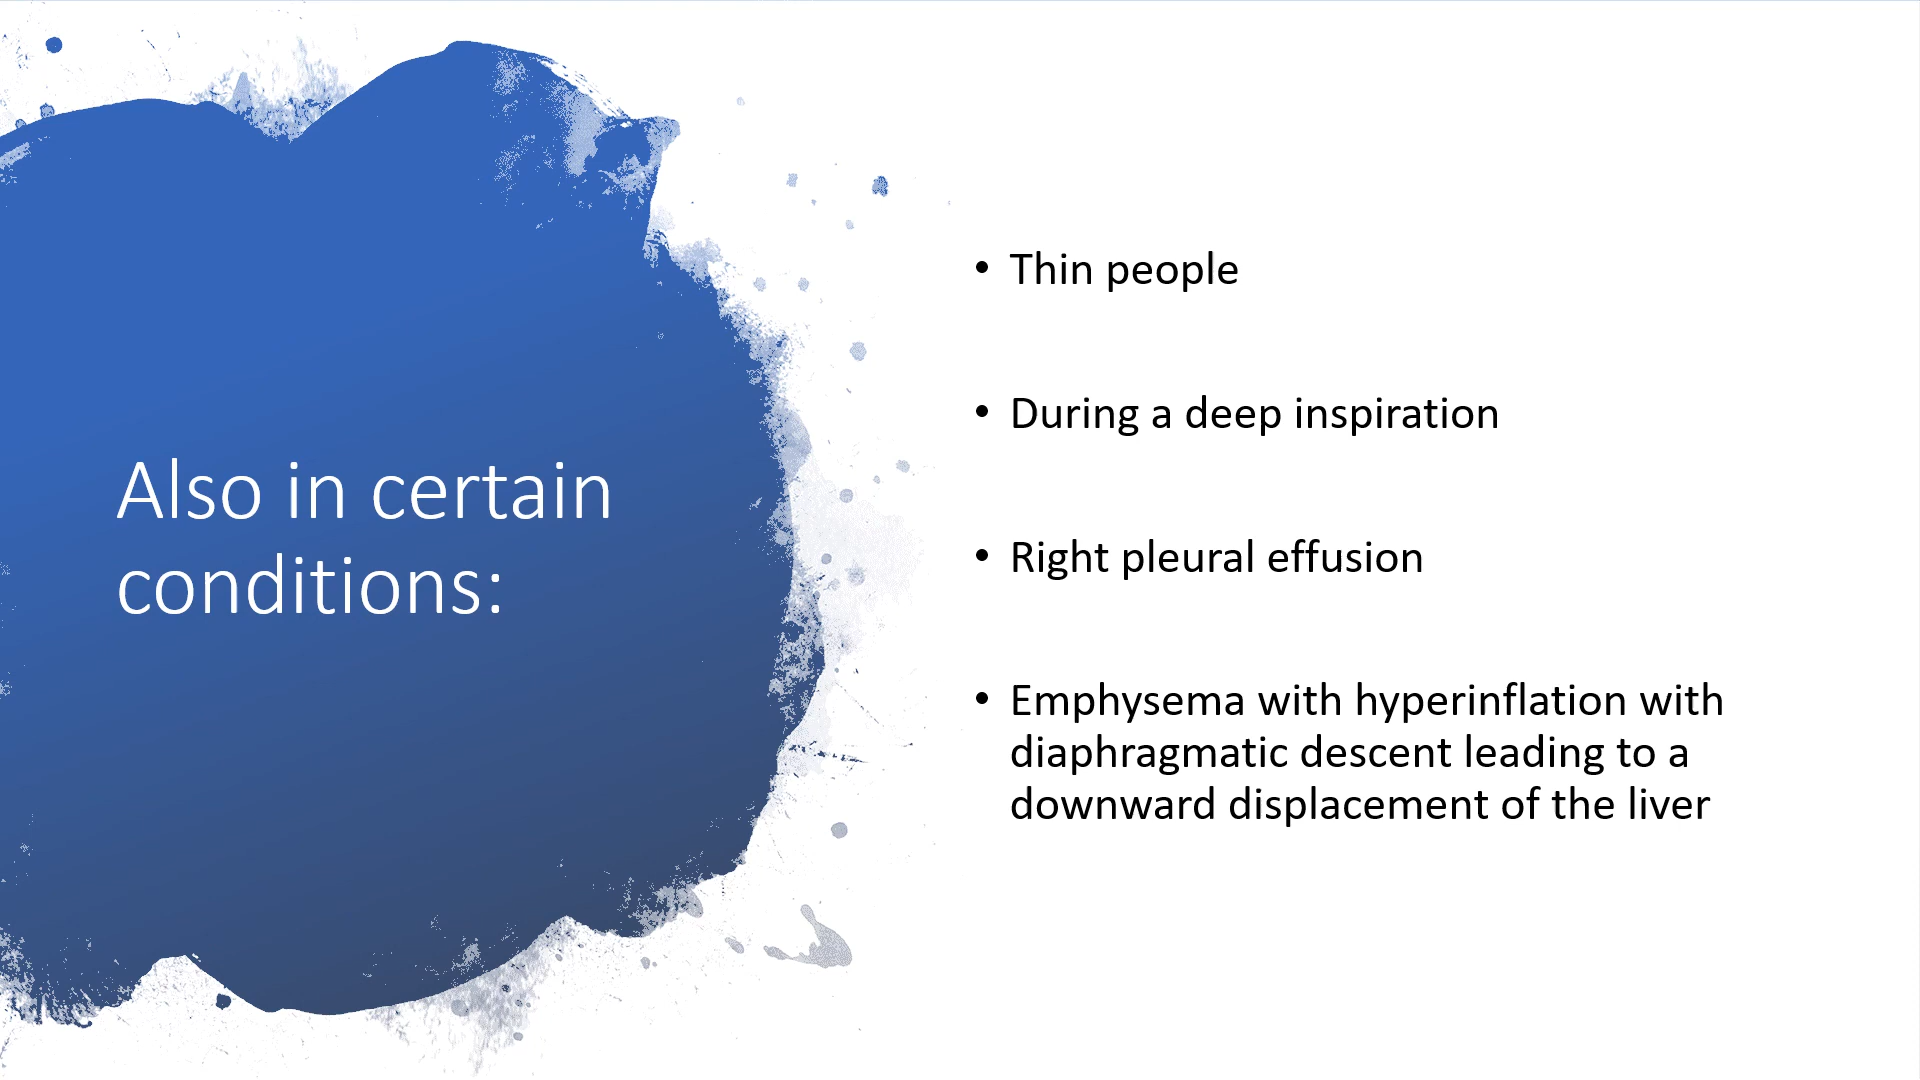 Also in certain
conditions:
• Thin people
• During a deep inspiration
• Right pleural effusion
• Emphysema with hyperinflation with
diaphragmatic descent leading to a
downward displacement of the liver